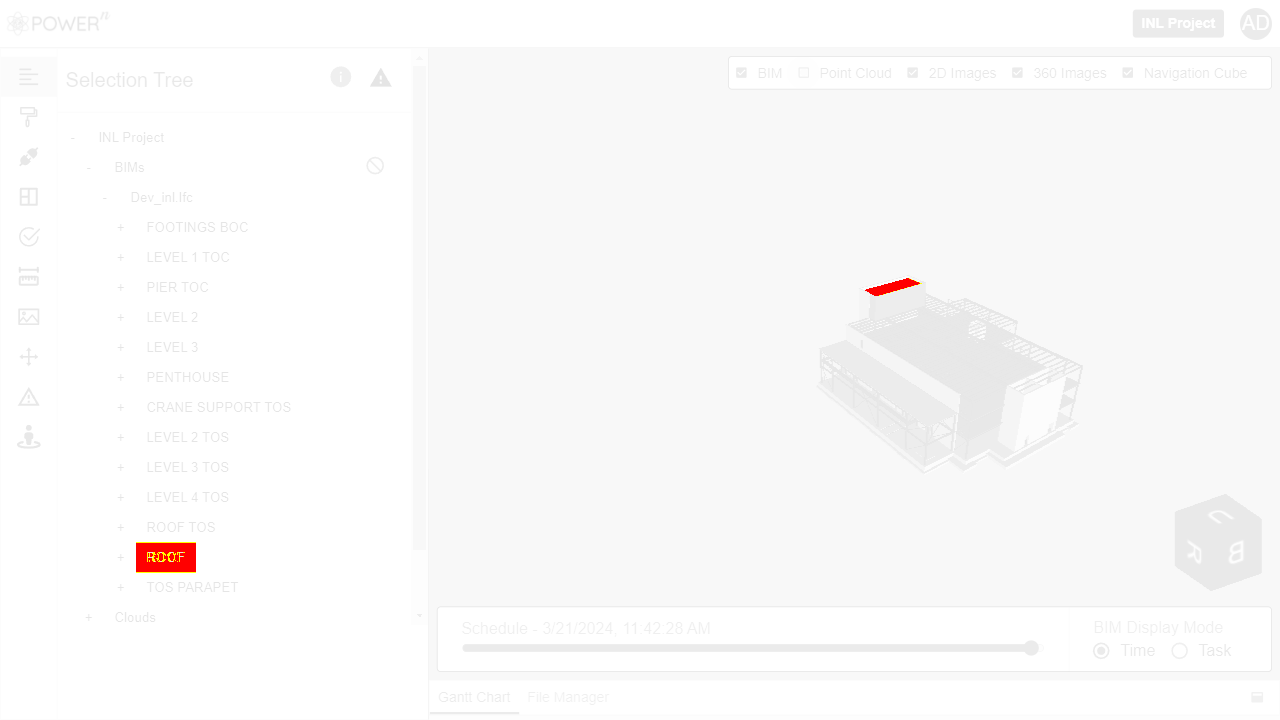 POWERn
INL Project
AD
Selection Tree
BIM
Point Cloud
2D Images
360 Images
Navigation Cube
- INL Project
- BIMs
- Dev_Inl.ifc
+ FOOTINGS BOC
+ LEVEL 1 TOC
+ PIER TOC
+ LEVEL 2
+ LEVEL 3
+ PENTHOUSE
+ CRANE SUPPORT TOS
+ LEVEL 2 TOS
+ LEVEL 3 TOS
+ LEVEL 4 TOS
+ ROOF TOS
+ ROOF
+ TOS PARAPET
+ Clouds
U
R
B
Schedule - 3/21/2024, 11:42:28 AM
BIM Display Mode
Time
Task
Gantt Chart
File Manager